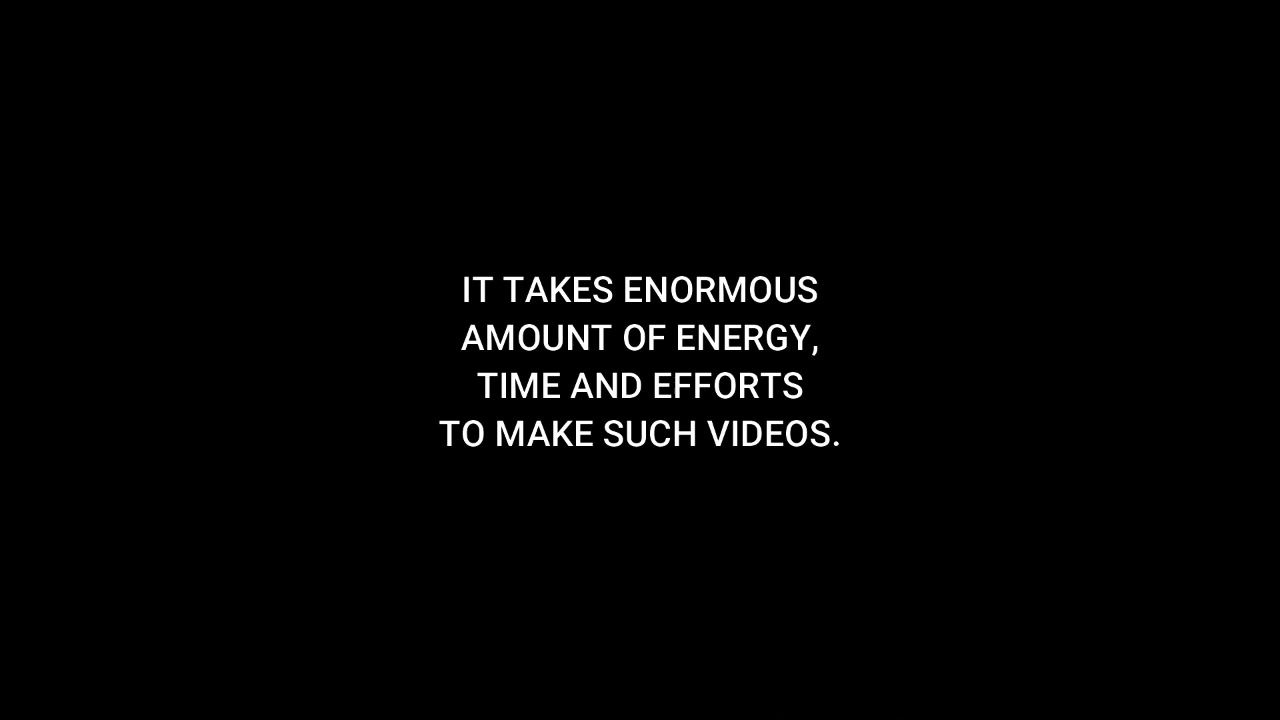 IT TAKES ENORMOUS
AMOUNT OF ENERGY,
TIME AND EFFORTS
TO MAKE SUCH VIDEOS.